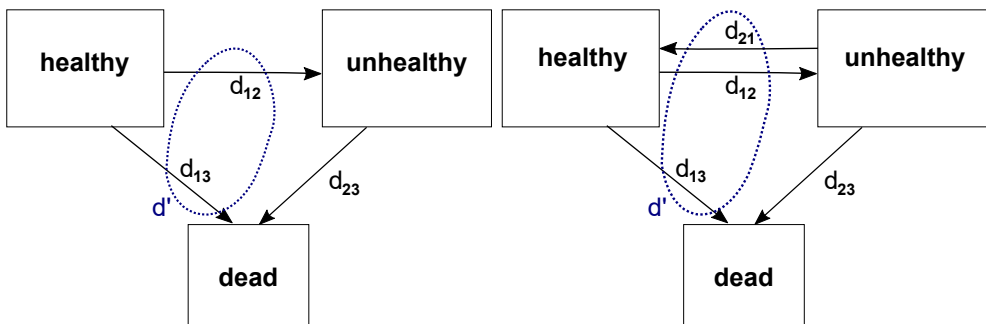 healthy
unhealthy
d12
d13
d23
d'
dead
healthy
unhealthy
d21
d12
d13
d23
d'
dead